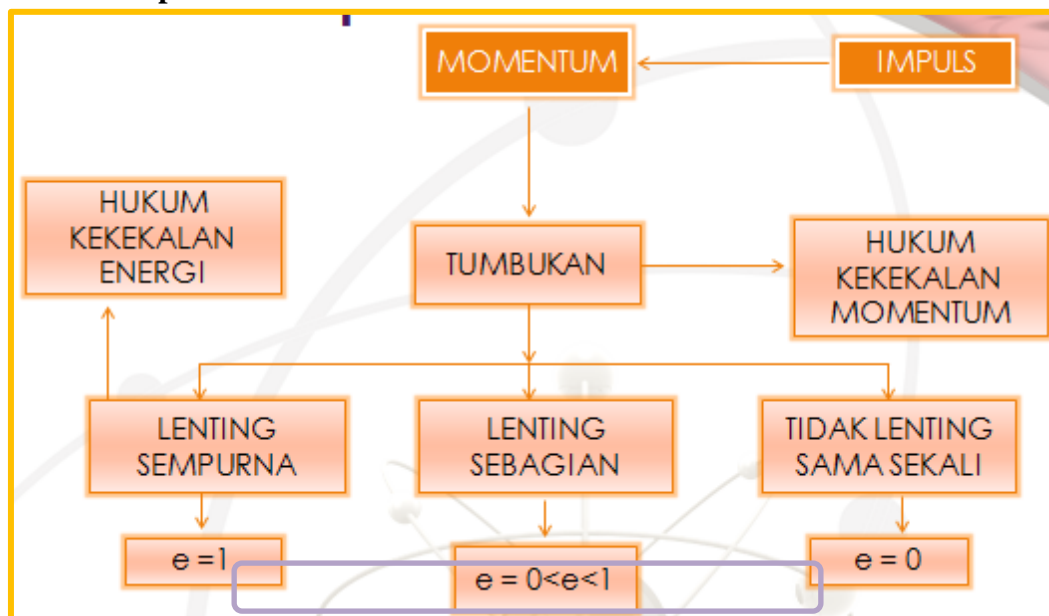 MOMENTUM
IMPULS
HUKUM
KEKEKALAN
ENERGI
TUMBUKAN
HUKUM
KEKEKALAN
MOMENTUM
LENTING
SEMPURNA
LENTING
SEBAGIAN
TIDAK LENTING
SAMA SEKALI
e =1
e = 0<e<1
e = 0